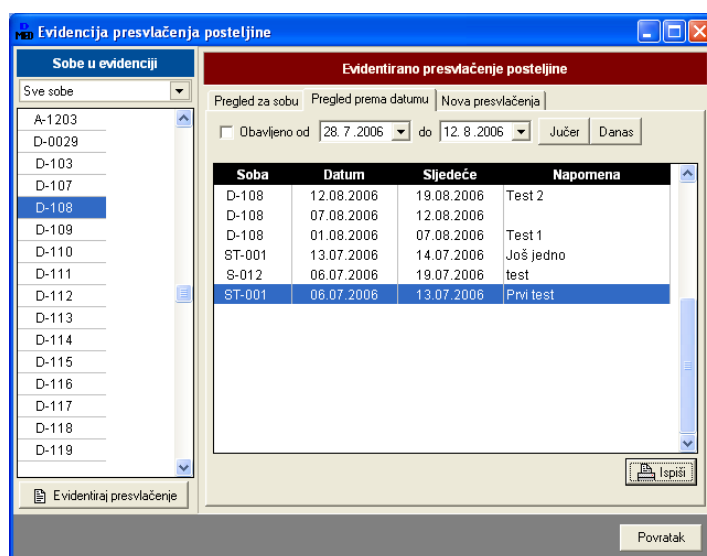 D
MED Evidencija presvlačenja posteljine
Sobe u evidenciji
Sve sobe
A-1203
D-0029
D-103
D-107
D-108
D-109
D-110
D-111
D-112
D-113
D-114
D-115
D-116
D-117
D-118
D-119
Evidentiraj presvlačenje
Evidentirano presvlačenje posteljine
Pregled za sobu Pregled prema datumu Nova presvlačenja
Obavljeno od 28. 7 .2006 do 12. 8 .2006 Jučer Danas
Soba Datum Sljedeće Napomena
D-108 12.08.2006 19.08.2006 Test 2
D-108 07.08.2006 12.08.2006
D-108 01.08.2006 07.08.2006 Test 1
ST-001 13.07.2006 14.07.2006 Još jedno
S-012 06.07.2006 19.07.2006 test
ST-001 06.07.2006 13.07.2006 Prvi test
Ispiši
Povratak